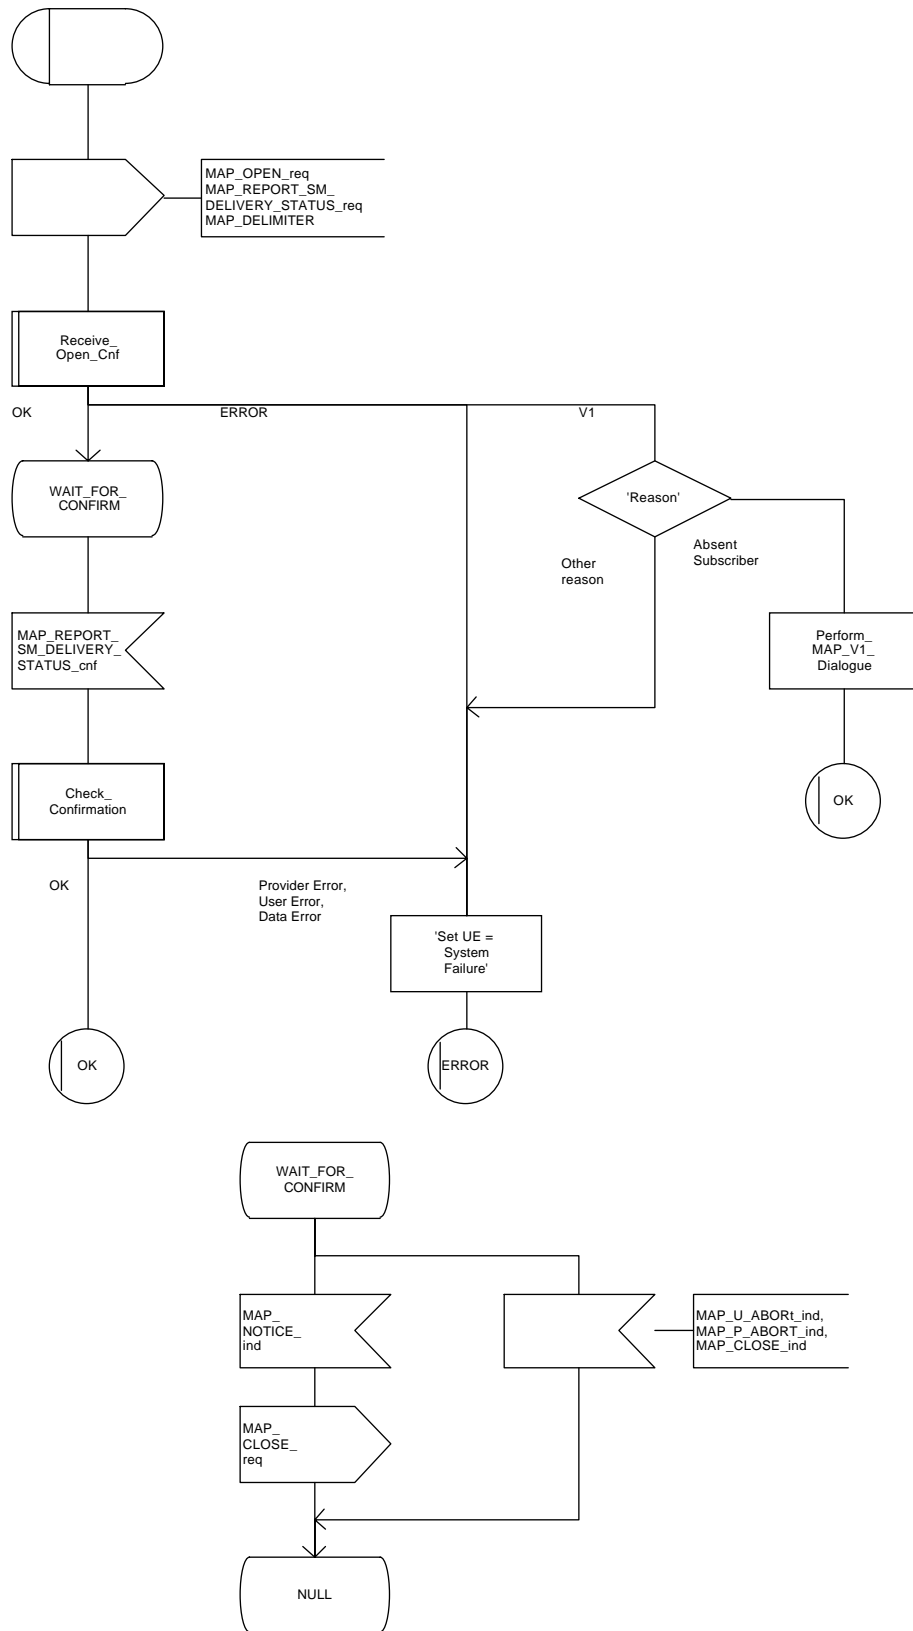 MAP_OPEN_req
MAP_REPORT_SM_
DELIVERY_STATUS_req
MAP_DELIMITER
Receive_
Open_Cnf
OK
ERROR
V1
WAIT_FOR_
CONFIRM
'Reason'
Other
reason
Absent
Subscriber
MAP_REPORT_
SM_DELIVERY_
STATUS_cnf
Perform_
MAP_V1_
Dialogue
Check_
Confirmation
OK
OK
Provider Error,
User Error,
Data Error
'Set UE =
System
Failure'
OK
ERROR
WAIT_FOR_
CONFIRM
MAP_
NOTICE_
ind
MAP_U_ABORt_ind,
MAP_P_ABORT_ind,
MAP_CLOSE_ind
MAP_
CLOSE_
req
NULL